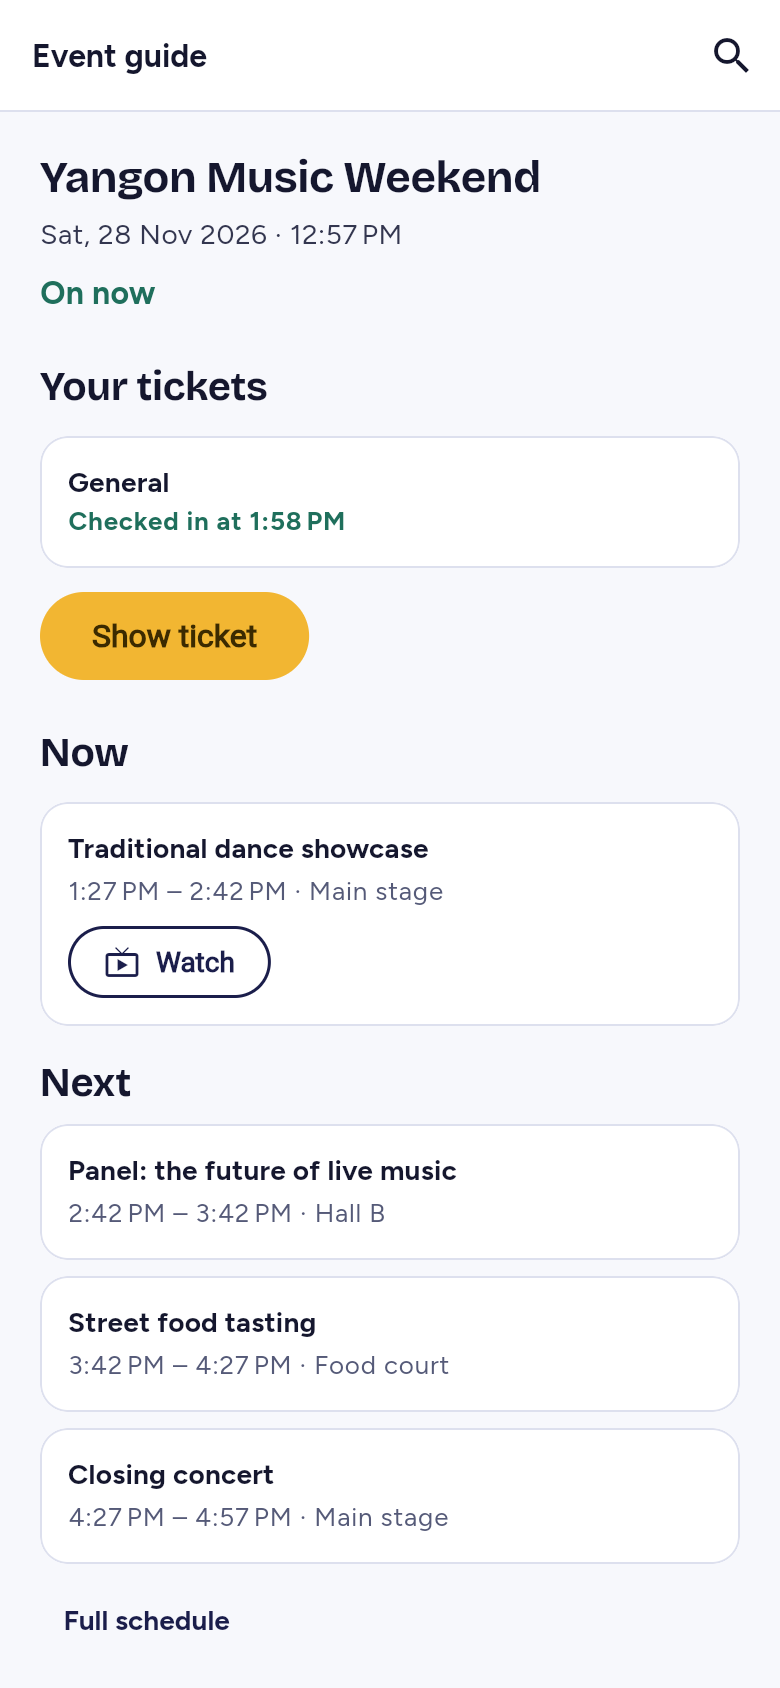 Event guide
Yangon Music Weekend
Sat, 28 Nov 2026 · 12:57 PM
On now
Your tickets
General
Checked in at 1:58 PM
Show ticket
Now
Traditional dance showcase
1:27 PM – 2:42 PM · Main stage
Watch
Next
Panel: the future of live music
2:42 PM – 3:42 PM · Hall B
Street food tasting
3:42 PM – 4:27 PM · Food court
Closing concert
4:27 PM – 4:57 PM · Main stage
Full schedule